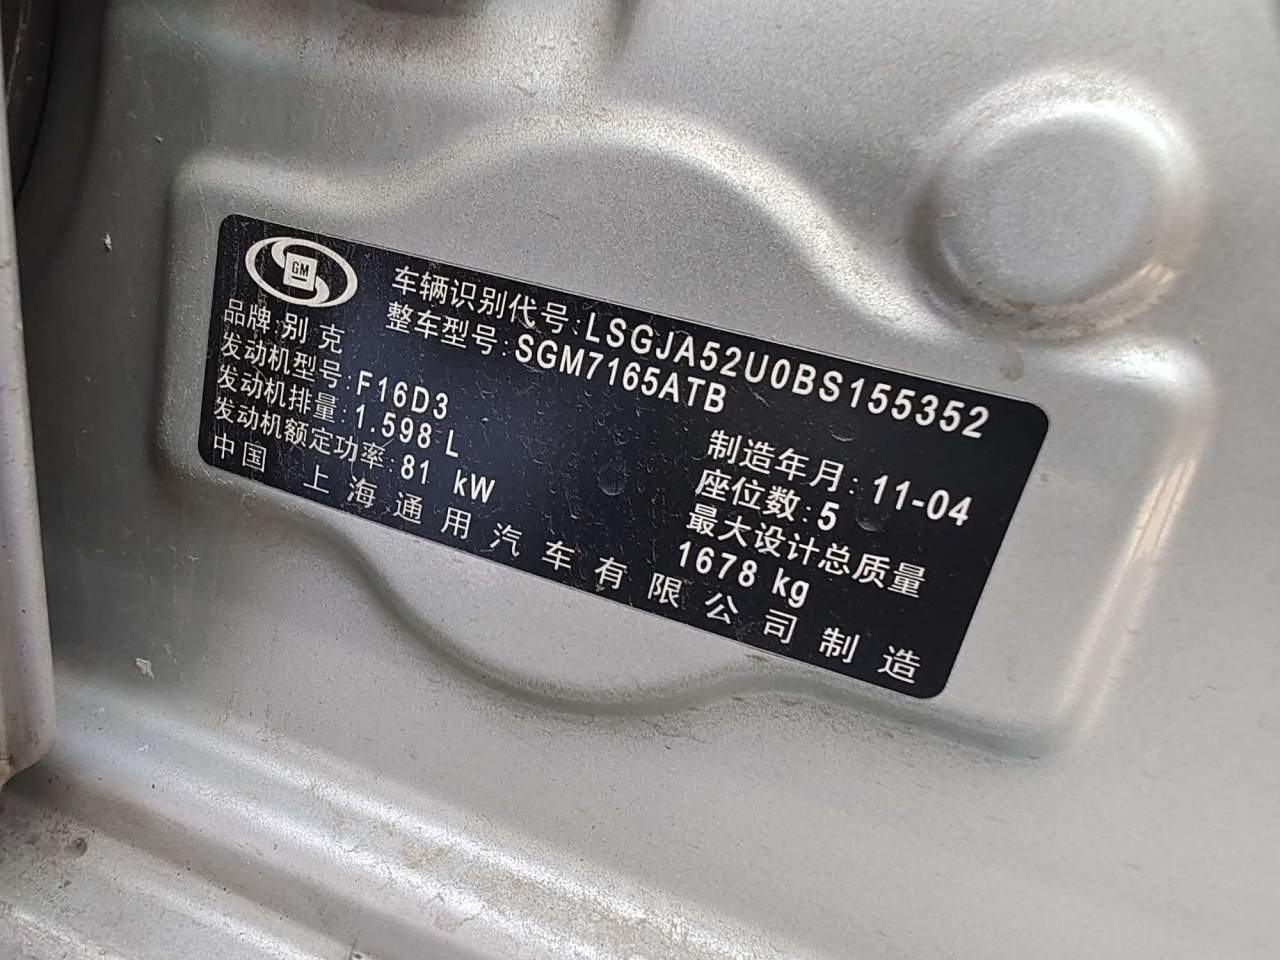 GM
车辆识别代号:LSGJA52U0BS155352
品牌:别克 整车型号:SGM7165ATB
发动机型号:F16D3
发动机排量:1.598 L 制造年月:11-04
发动机额定功率:81 kW 座位数:5
最大设计总质量
1678 kg
中国 上海通用汽车有限公司制造